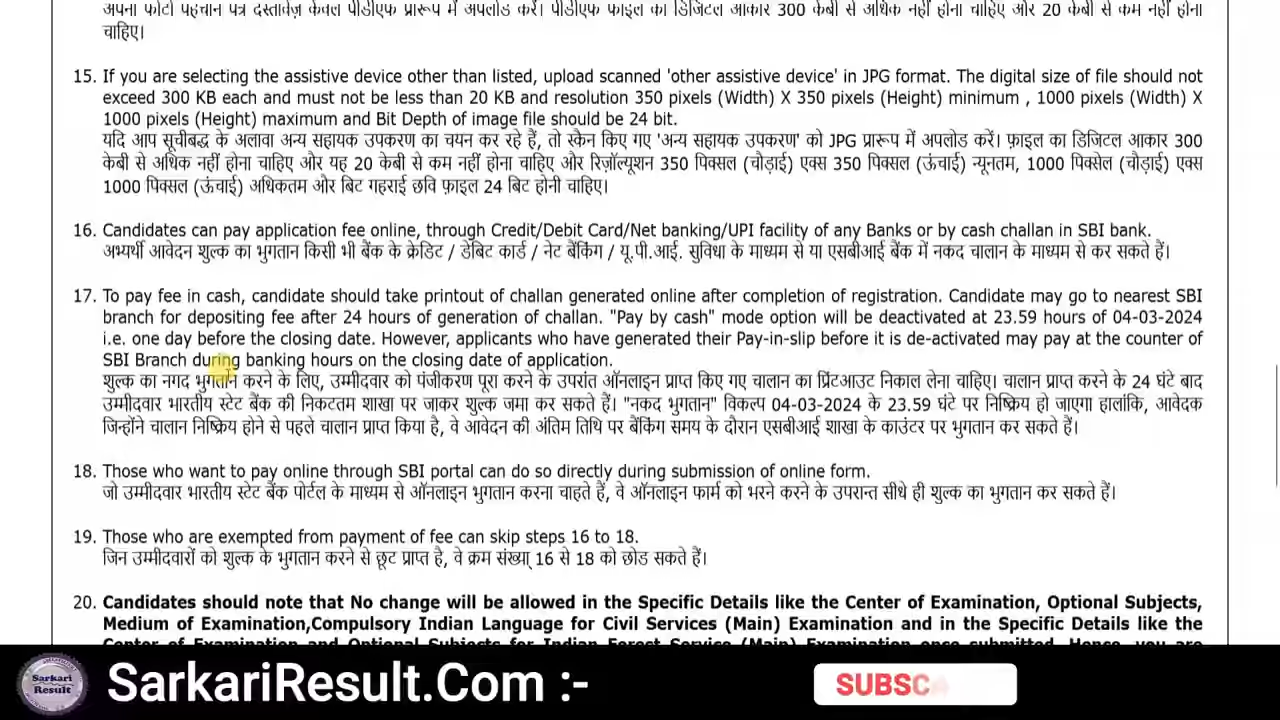 अपना फोटो पहचान पत्र दस्तावेज़ केवल पीडीएफ प्रारूप में अपलोड करें। पीडीएफ फाइल का डिजिटल आकार 300 केबी से अधिक नहीं होना चाहिए और 20 केबी से कम नहीं होना
चाहिए।
15. If you are selecting the assistive device other than listed, upload scanned 'other assistive device' in JPG format. The digital size of file should not
exceed 300 KB each and must not be less than 20 KB and resolution 350 pixels (Width) X 350 pixels (Height) minimum , 1000 pixels (Width) X
1000 pixels (Height) maximum and Bit Depth of image file should be 24 bit.
यदि आप सूचीबद्ध के अलावा अन्य सहायक उपकरण का चयन कर रहे हैं, तो स्कैन किए गए 'अन्य सहायक उपकरण' को JPG प्रारूप में अपलोड करें। फ़ाइल का डिजिटल आकार 300
केबी से अधिक नहीं होना चाहिए और यह 20 केबी से कम नहीं होना चाहिए और रिज़ॉल्यूशन 350 पिक्सल (चौड़ाई) एक्स 350 पिक्सल (ऊंचाई) न्यूनतम, 1000 पिक्सेल (चौड़ाई) एक्स
1000 पिक्सल (ऊंचाई) अधिकतम और बिट गहराई छवि फ़ाइल 24 बिट होनी चाहिए।
16. Candidates can pay application fee online, through Credit/Debit Card/Net banking/UPI facility of any Banks or by cash challan in SBI bank.
अभ्यर्थी आवेदन शुल्क का भुगतान किसी भी बैंक के क्रेडिट / डेबिट कार्ड / नेट बैंकिंग / यू.पी.आई. सुविधा के माध्यम से या एसबीआई बैंक में नकद चालान के माध्यम से कर सकते हैं।
17. To pay fee in cash, candidate should take printout of challan generated online after completion of registration. Candidate may go to nearest SBI
branch for depositing fee after 24 hours of generation of challan. "Pay by cash" mode option will be deactivated at 23.59 hours of 04-03-2024
i.e. one day before the closing date. However, applicants who have generated their Pay-in-slip before it is de-activated may pay at the counter of
SBI Branch during banking hours on the closing date of application.
शुल्क का नगद भुगतान करने के लिए, उम्मीदवार को पंजीकरण पूरा करने के उपरांत ऑनलाइन प्राप्त किए गए चालान का प्रिंटआउट निकाल लेना चाहिए। चालान प्राप्त करने के 24 घंटे बाद
उम्मीदवार भारतीय स्टेट बैंक की निकटतम शाखा पर जाकर शुल्क जमा कर सकते हैं। "नकद भुगतान" विकल्प 04-03-2024 के 23.59 घंटे पर निष्क्रिय हो जाएगा हालांकि, आवेदक
जिन्होंने चालान निष्क्रिय होने से पहले चालान प्राप्त किया है, वे आवेदन की अंतिम तिथि पर बैंकिंग समय के दौरान एसबीआई शाखा के काउंटर पर भुगतान कर सकते हैं।
18. Those who want to pay online through SBI portal can do so directly during submission of online form.
जो उम्मीदवार भारतीय स्टेट बैंक पोर्टल के माध्यम से ऑनलाइन भुगतान करना चाहते हैं, वे ऑनलाइन फार्म को भरने करने के उपरान्त सीधे ही शुल्क का भुगतान कर सकते हैं।
19. Those who are exempted from payment of fee can skip steps 16 to 18.
जिन उम्मीदवारों को शुल्क के भुगतान करने से छूट प्राप्त है, वे क्रम संख्या् 16 से 18 को छोड सकते हैं।
20. Candidates should note that No change will be allowed in the Specific Details like the Center of Examination, Optional Subjects,
Medium of Examination,Compulsory Indian Language for Civil Services (Main) Examination and in the Specific Details like the
Center of Examination and Optional Subjects for Indian Forest Service (Main) Examination once submitted. Hence, you are
Sarkari
Result
SarkariResult.Com :-
SUBSCA